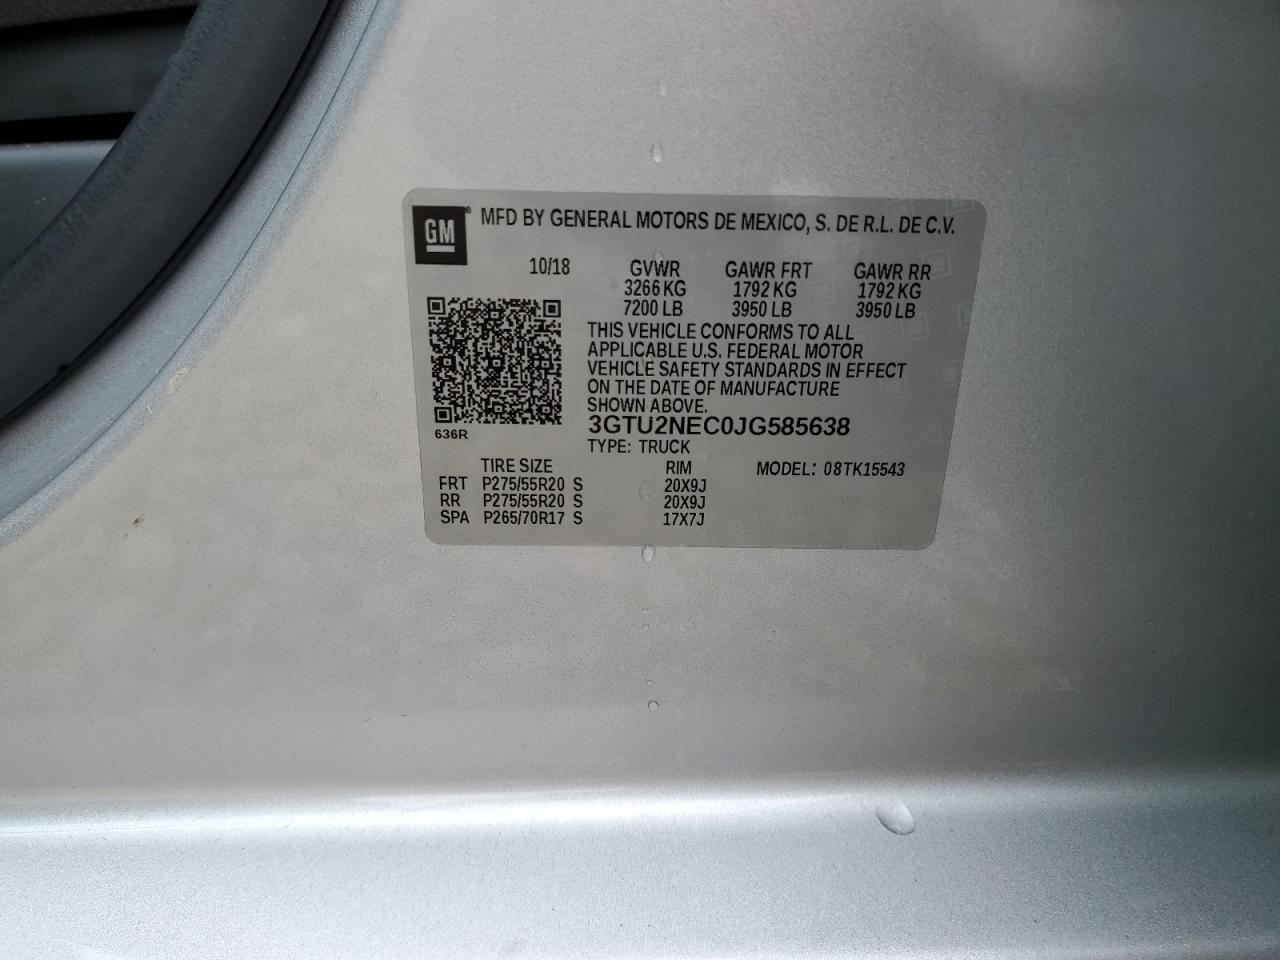 GM® MFD BY GENERAL MOTORS DE MEXICO, S. DE R.L. DE C.V.
10/18 GVWR GAWR FRT GAWR RR
3266 KG 1792 KG 1792 KG
7200 LB 3950 LB 3950 LB
THIS VEHICLE CONFORMS TO ALL
APPLICABLE U.S. FEDERAL MOTOR
VEHICLE SAFETY STANDARDS IN EFFECT
ON THE DATE OF MANUFACTURE
SHOWN ABOVE.
636R 3GTU2NEC0JG585638
TYPE: TRUCK
TIRE SIZE RIM MODEL: 08TK15543
FRT P275/55R20 S 20X9J
RR P275/55R20 S 20X9J
SPA P265/70R17 S 17X7J